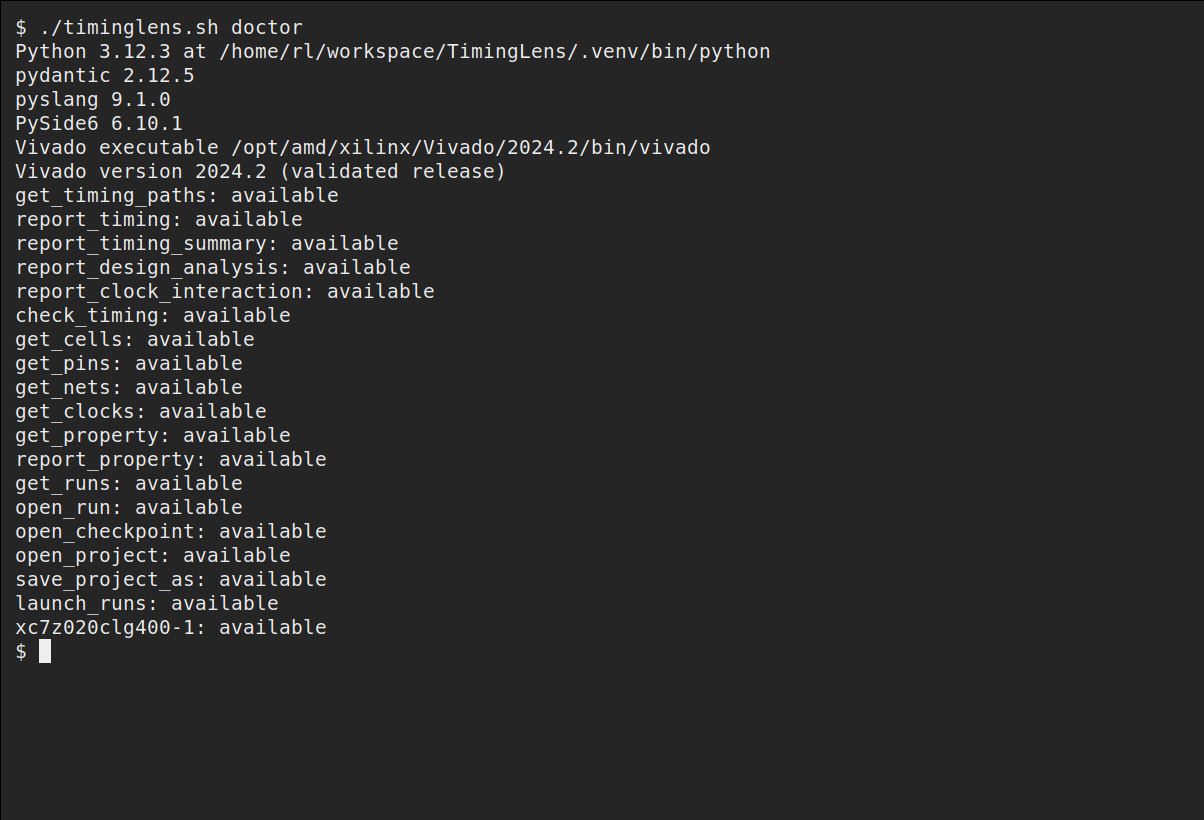 $ ./timinglens.sh doctor
Python 3.12.3 at /home/rl/workspace/TimingLens/.venv/bin/python
pydantic 2.12.5
pyslang 9.1.0
PySide6 6.10.1
Vivado executable /opt/amd/xilinx/Vivado/2024.2/bin/vivado
Vivado version 2024.2 (validated release)
get_timing_paths: available
report_timing: available
report_timing_summary: available
report_design_analysis: available
report_clock_interaction: available
check_timing: available
get_cells: available
get_pins: available
get_nets: available
get_clocks: available
get_property: available
report_property: available
get_runs: available
open_run: available
open_checkpoint: available
open_project: available
save_project_as: available
launch_runs: available
xc7z020clg400-1: available
$